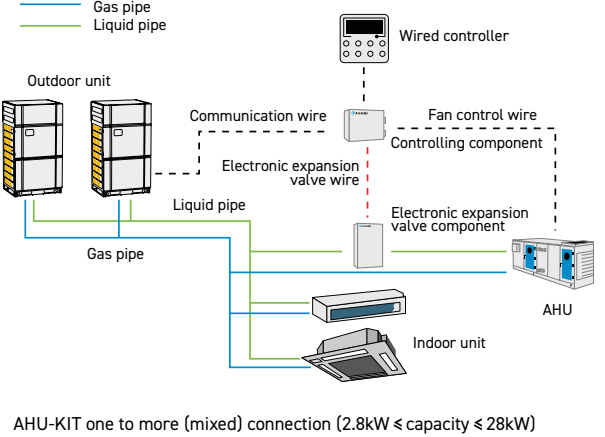 Gas pipe
Liquid pipe
Wired controller
Outdoor unit
Communication wire
Fan control wire
Controlling component
Electronic expansion
valve wire
Liquid pipe
Electronic expansion
valve component
Gas pipe
AHU
Indoor unit
AHU-KIT one to more (mixed) connection (2.8kW ⩽ capacity ⩽ 28kW)